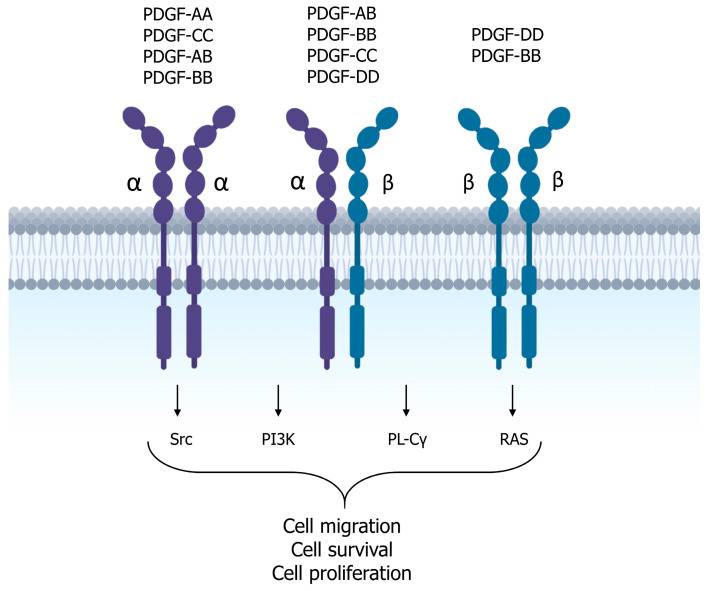 PDGF-AA
PDGF-CC
PDGF-AB
PDGF-BB
PDGF-AB
PDGF-BB
PDGF-CC
PDGF-DD
PDGF-DD
PDGF-BB
α
α
α
β
β
β
Src
PI3K
PL-Cγ
RAS
Cell migration
Cell survival
Cell proliferation